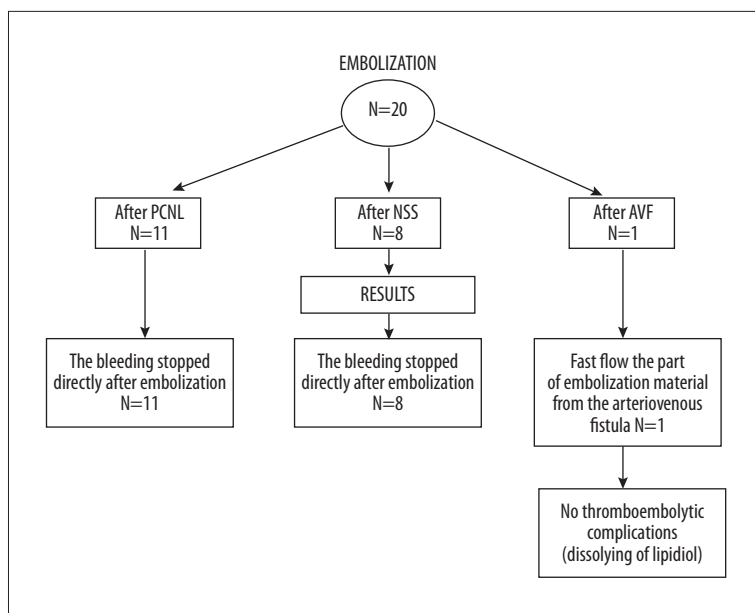 EMBOLIZATION
N=20
After PCNL
N=11
After NSS
N=8
After AVF
N=1
RESULTS
The bleeding stopped
directly after embolization
N=11
The bleeding stopped
directly after embolization
N=8
Fast flow the part
of embolization material
from the arteriovenous
fistula N=1
No thromboembolytic
complications
(dissolying of lipidiol)